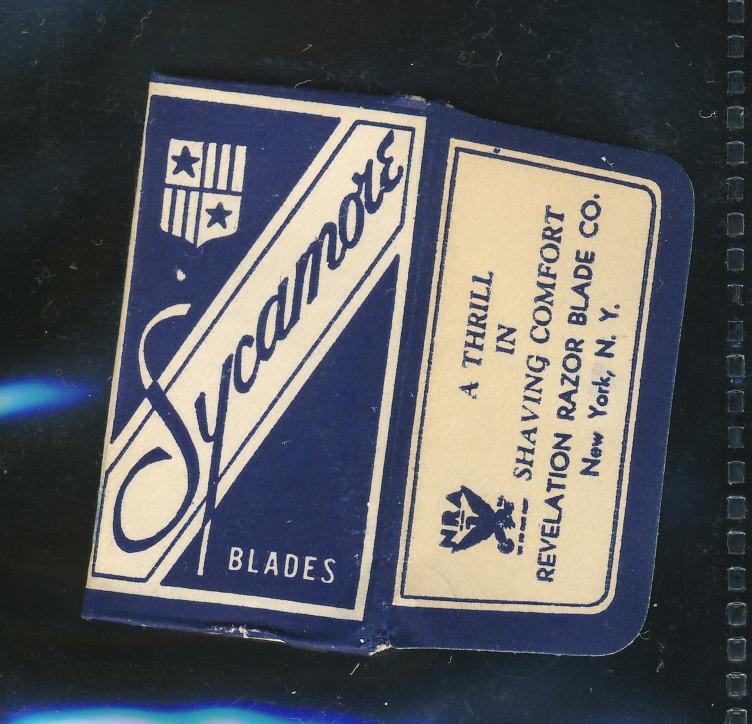 Sycamore
BLADES
A THRILL
IN
SHAVING COMFORT
REVELATION RAZOR BLADE CO.
New York, N. Y.
NRA